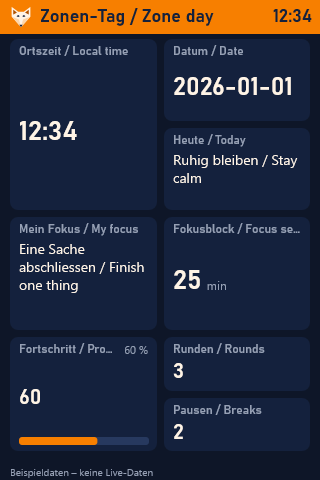 Zonen-Tag / Zone day
12:34
Ortszeit / Local time
12:34
Datum / Date
2026-01-01
Heute / Today
Ruhig bleiben / Stay
calm
Mein Fokus / My focus
Eine Sache
abschliessen / Finish
one thing
Fokusblock / Focus se…
25 min
Fortschritt / Pro… 60 %
60
Runden / Rounds
3
Pausen / Breaks
2
Beispieldaten – keine Live-Daten